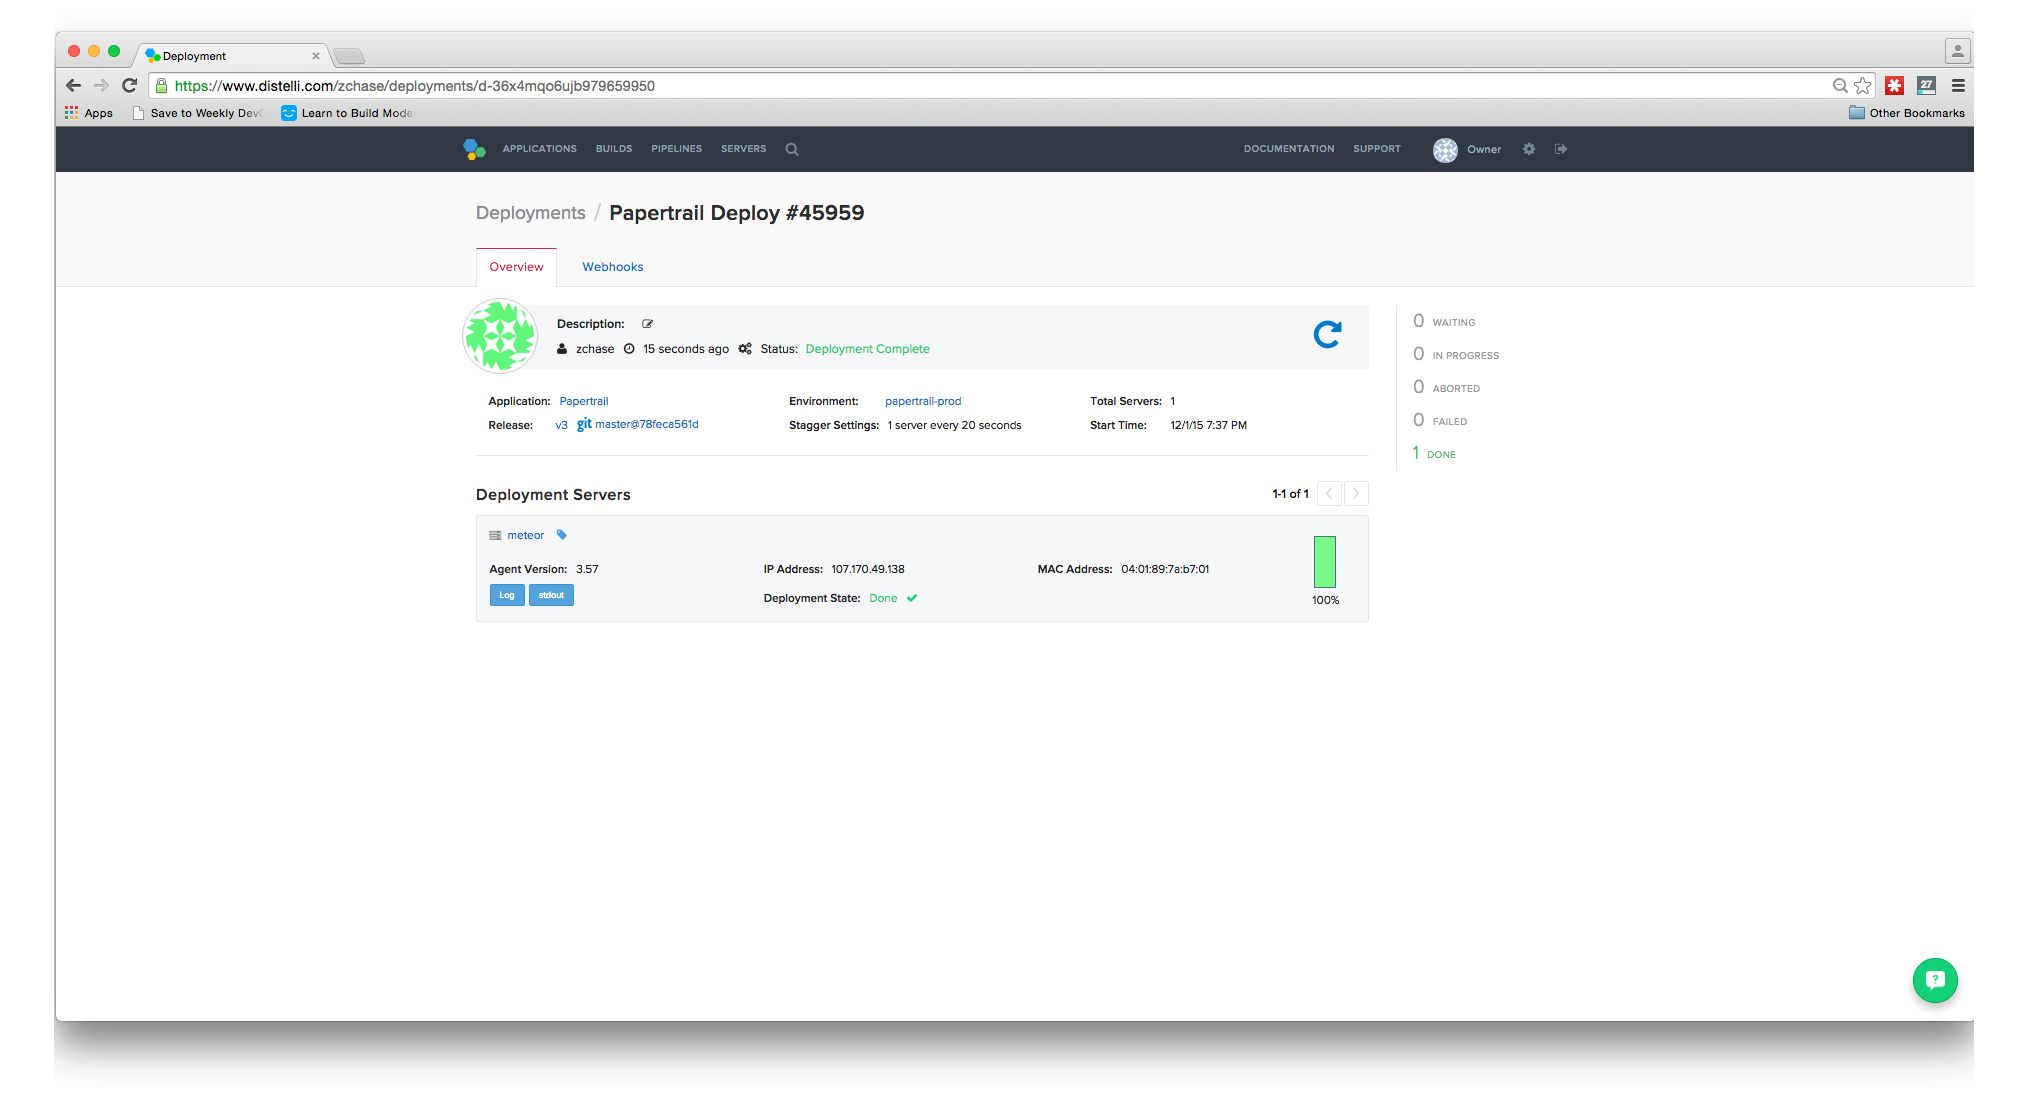 Deployment
https://www.distelli.com/zchase/deployments/d-36x4mqo6ujb979659950
27
Apps Save to Weekly Dev Learn to Build Mode Other Bookmarks
APPLICATIONS BUILDS PIPELINES SERVERS DOCUMENTATION SUPPORT Owner
Deployments / Papertrail Deploy #45959
Overview Webhooks
Description:
zchase 15 seconds ago Status: Deployment Complete
0 WAITING
0 IN PROGRESS
0 ABORTED
0 FAILED
1 DONE
Application: Papertrail Environment: papertrail-prod Total Servers: 1
Release: v3 git master@78feca561d Stagger Settings: 1 server every 20 seconds Start Time: 12/1/15 7:37 PM
Deployment Servers 1-1 of 1
meteor
Agent Version: 3.57 IP Address: 107.170.49.138 MAC Address: 04:01:89:7a:b7:01
Log stdout Deployment State: Done 100%
?